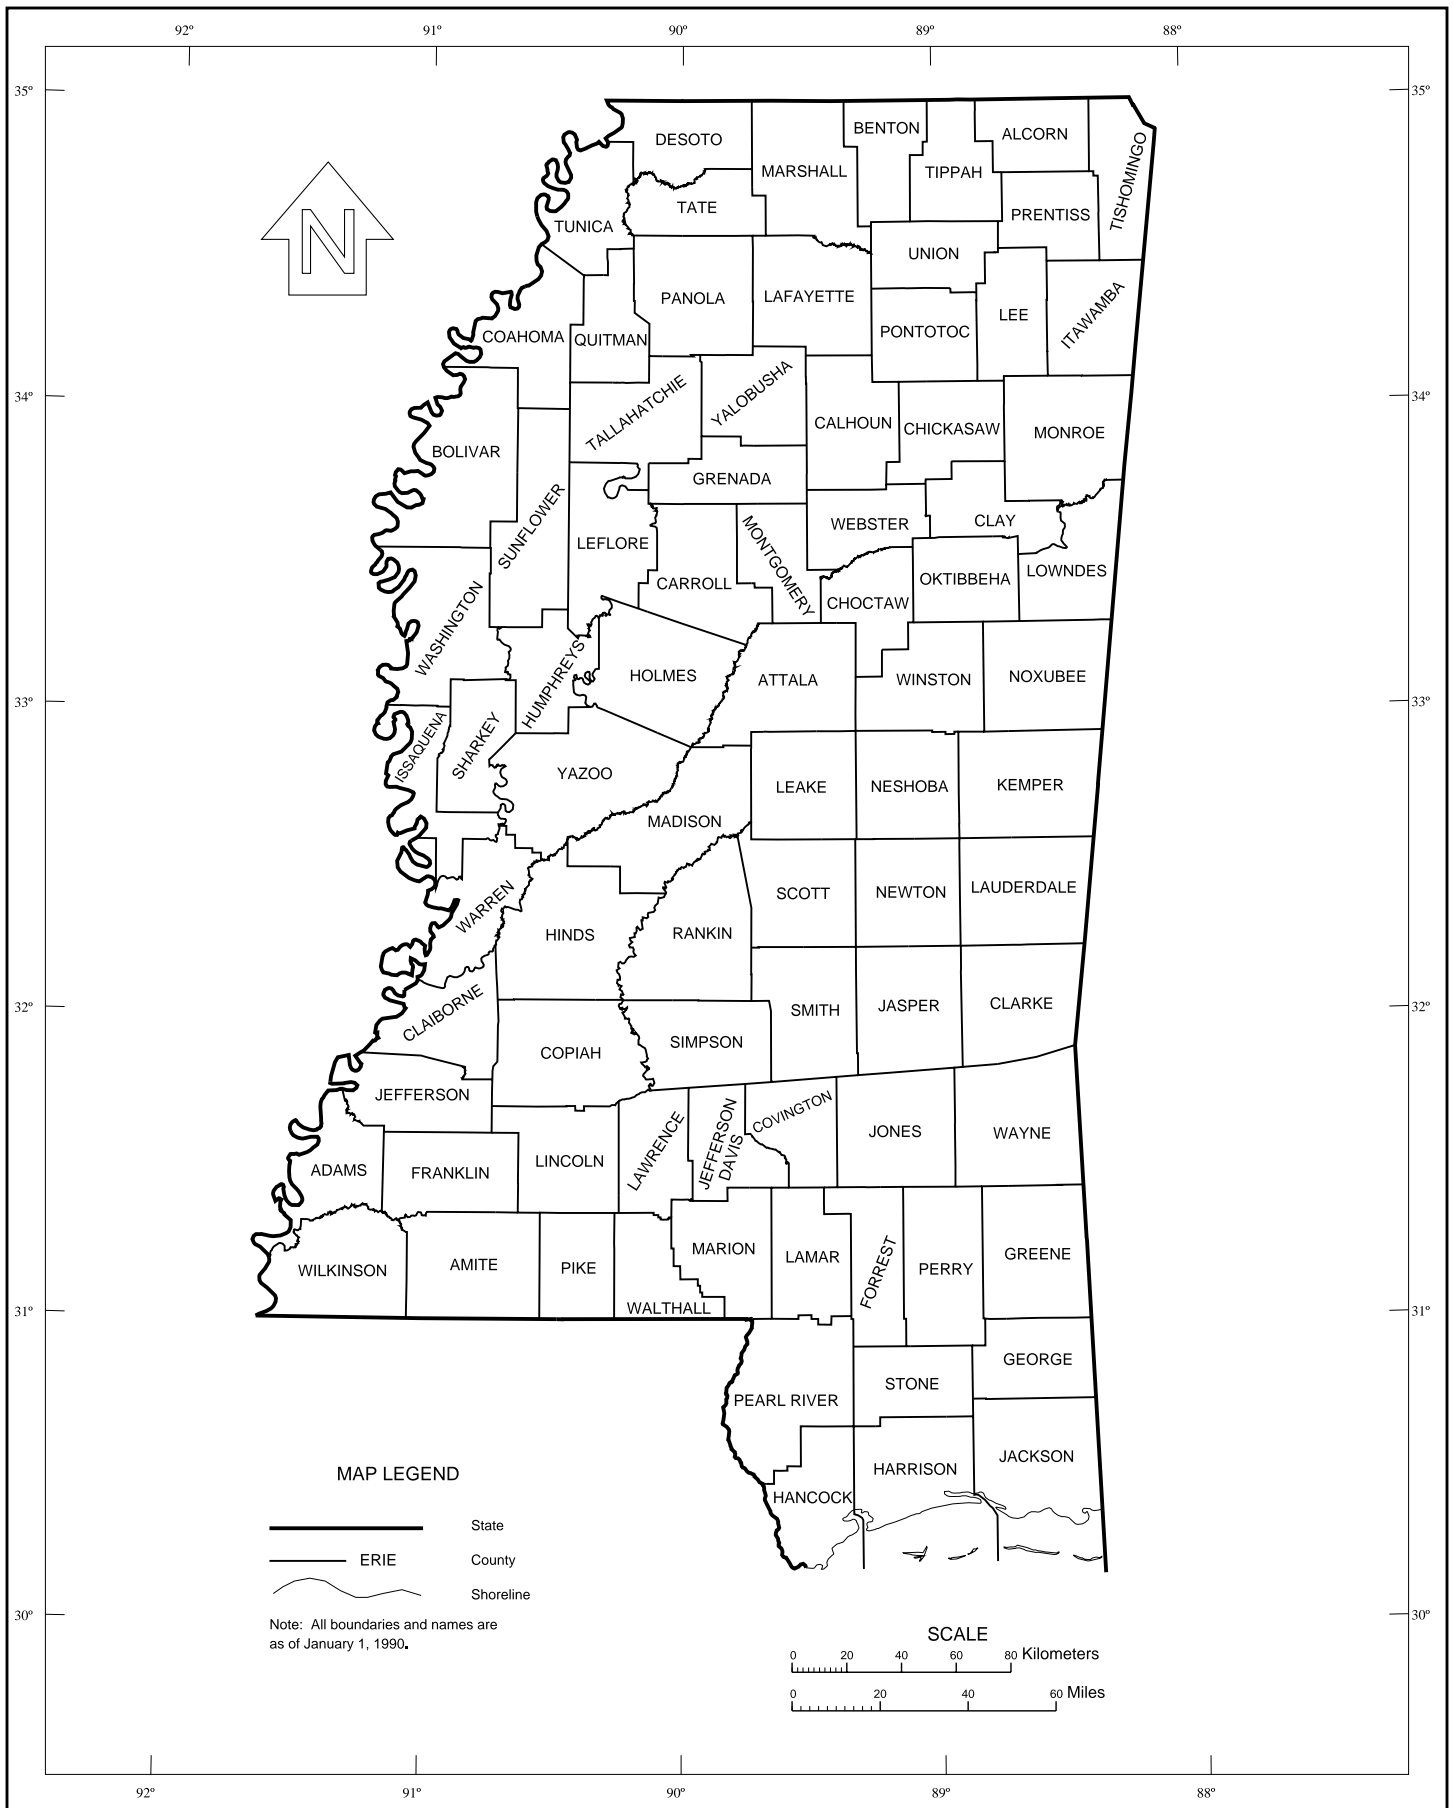 92º 91º 90º 89º 88º
35º 35º
DESOTO
BENTON
ALCORN
MARSHALL
TIPPAH
TISHOMINGO
N
TATE
PRENTISS
TUNICA
UNION
PANOLA
LAFAYETTE
LEE
ITAWAMBA
COAHOMA
QUITMAN
PONTOTOC
34º 34º
TALLAHATCHIE
YALOBUSHA
CALHOUN
CHICKASAW
MONROE
BOLIVAR
GRENADA
SUNFLOWER
LEFLORE
MONTGOMERY
WEBSTER
CLAY
CARROLL
OKTIBBEHA
LOWNDES
CHOCTAW
WASHINGTON
HUMPHREYS
HOLMES
ATTALA
WINSTON
NOXUBEE
33º 33º
ISSAQUENA
SHARKEY
YAZOO
LEAKE
NESHOBA
KEMPER
MADISON
WARREN
SCOTT
NEWTON
LAUDERDALE
HINDS
RANKIN
32º 32º
CLAIBORNE
SMITH
JASPER
CLARKE
COPIAH
SIMPSON
JEFFERSON
LAWRENCE
JEFFERSON
DAVIS
COVINGTON
JONES
WAYNE
ADAMS
FRANKLIN
LINCOLN
WILKINSON
AMITE
PIKE
MARION
LAMAR
FORREST
PERRY
GREENE
WALTHALL
31º 31º
GEORGE
STONE
PEARL RIVER
JACKSON
HARRISON
HANCOCK
MAP LEGEND
State
ERIE County
Shoreline
Note: All boundaries and names are
as of January 1, 1990.
30º 30º
SCALE
0 20 40 60 80 Kilometers
0 20 40 60 Miles
92º 91º 90º 89º 88º